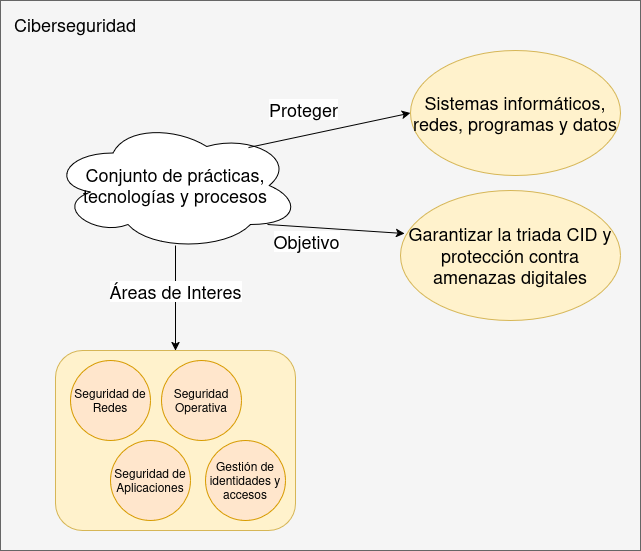 Ciberseguridad
Proteger
Sistemas informáticos,
redes, programas y datos
Conjunto de prácticas,
tecnologías y procesos
Objetivo
Garantizar la triada CID y
protección contra
amenazas digitales
Áreas de Interes
Seguridad de
Redes
Seguridad
Operativa
Seguridad de
Aplicaciones
Gestión de
identidades y
accesos